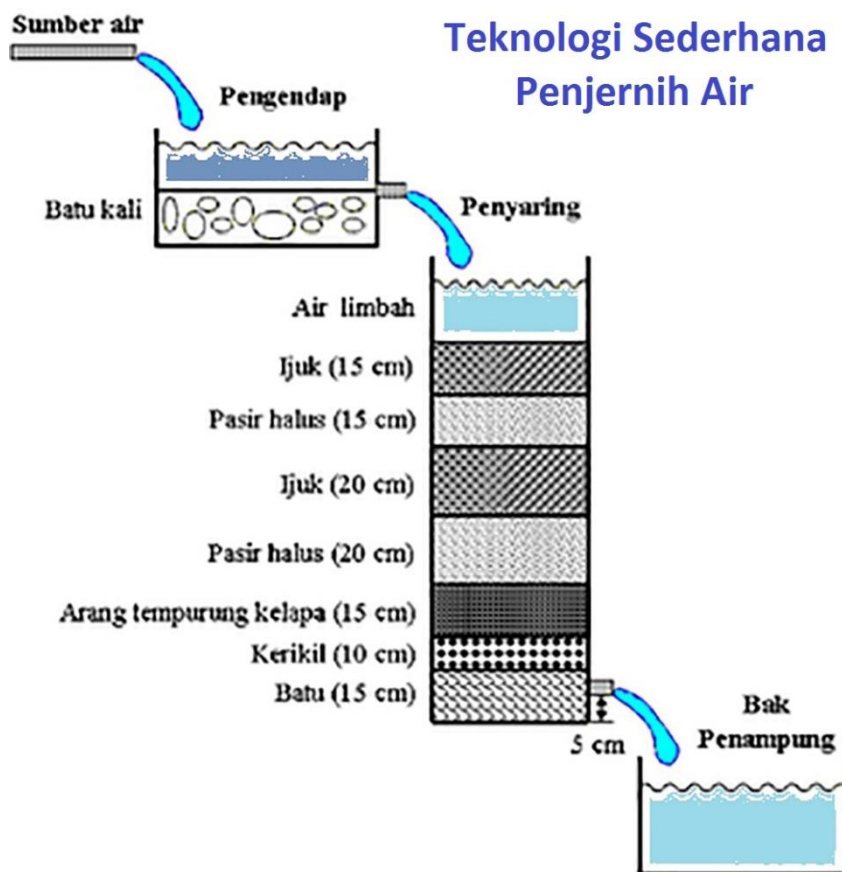 Teknologi Sederhana
Penjernih Air
Sumber air
Pengendap
Batu kali
Penyaring
Air limbah
Ijuk (15 cm)
Pasir halus (15 cm)
Ijuk (20 cm)
Pasir halus (20 cm)
Arang tempurung kelapa (15 cm)
Kerikil (10 cm)
Batu (15 cm)
5 cm
Bak
Penampung